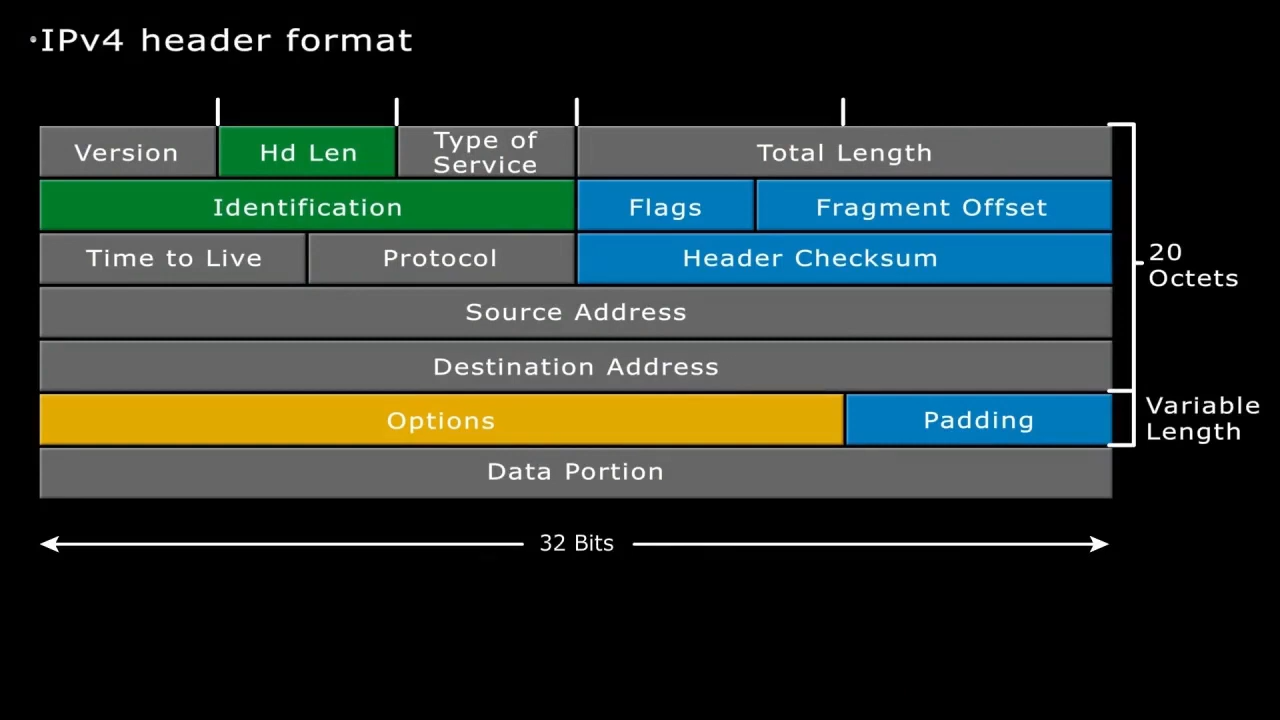 •IPv4 header format
Version
Hd Len
Type of
Service
Total Length
Identification
Flags
Fragment Offset
Time to Live
Protocol
Header Checksum
20
Octets
Source Address
Destination Address
Options
Padding
Variable
Length
Data Portion
32 Bits